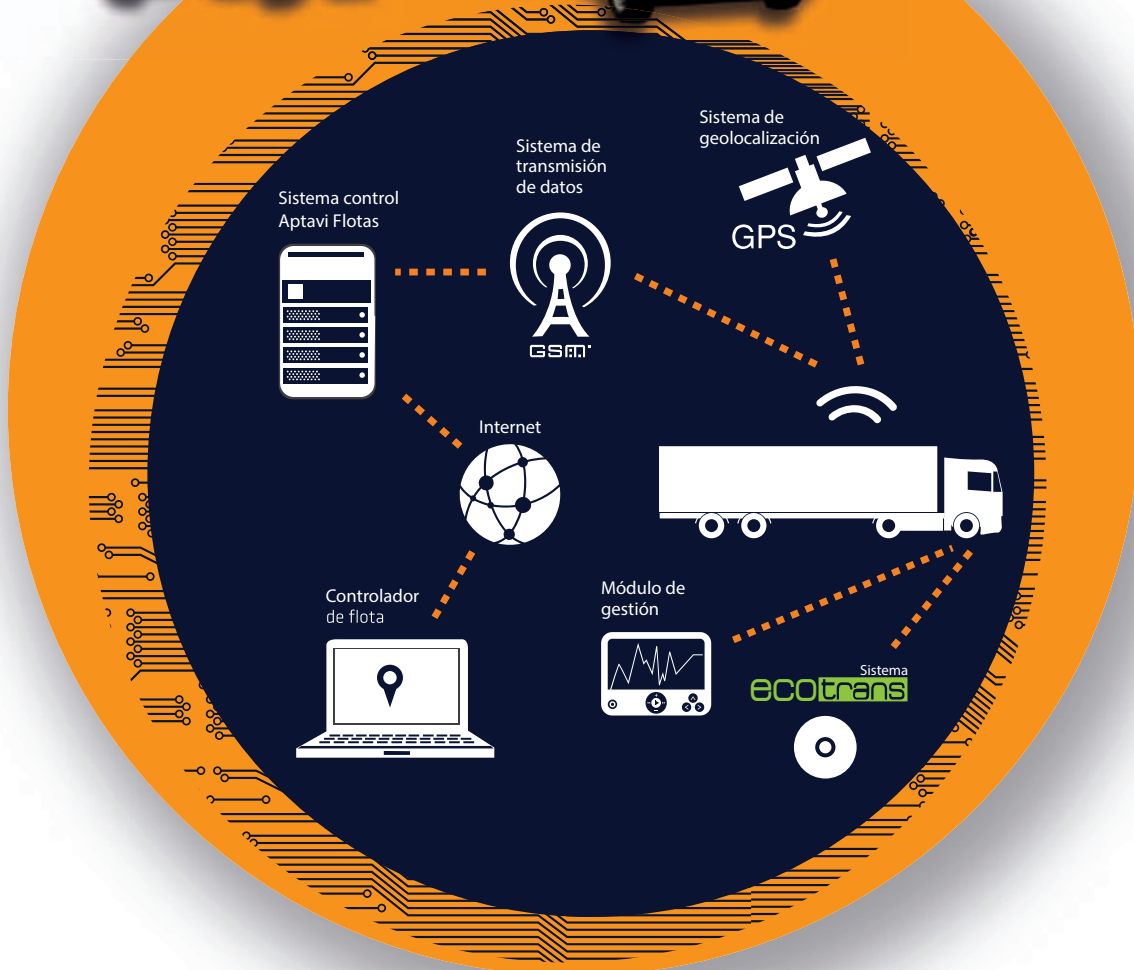 Sistema de
geolocalización
GPS
Sistema de
transmisión
de datos
GSM
Sistema control
Aptavi Flotas
Internet
Controlador
de flota
Módulo de
gestión
Sistema
ecotrans